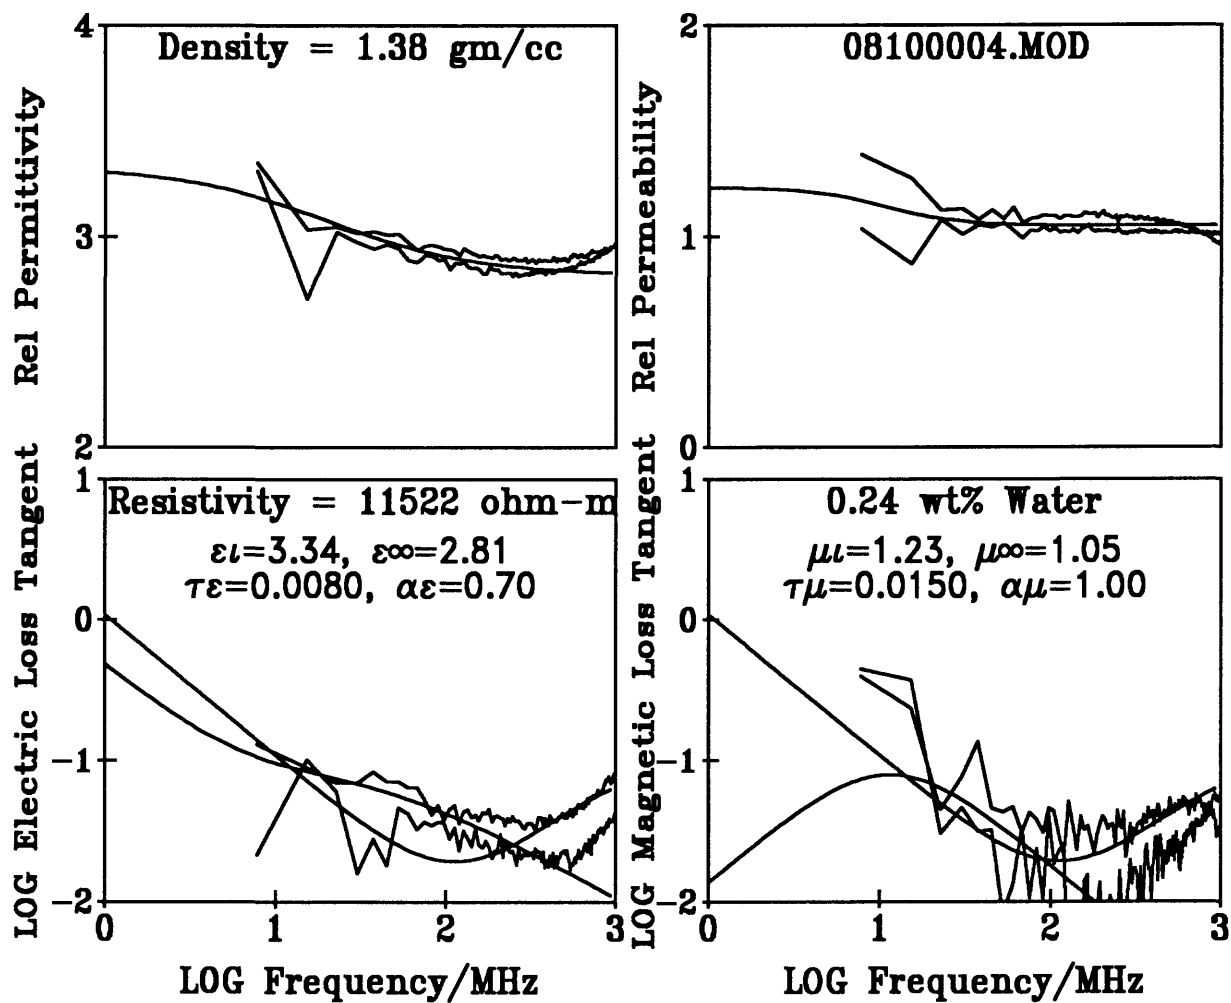 4
3
2
Rel Permittivity
Density = 1.38 gm/cc
2
1
0
Rel Permeability
08100004.MOD
1
0
-1
-2
LOG Electric Loss Tangent
Resistivity = 11522 ohm-m
ει=3.34, ε∞=2.81
τε=0.0080, αε=0.70
0 1 2 3
LOG Frequency/MHz
1
0
-1
-2
LOG Magnetic Loss Tangent
0.24 wt% Water
μι=1.23, μ∞=1.05
τμ=0.0150, αμ=1.00
0 1 2 3
LOG Frequency/MHz